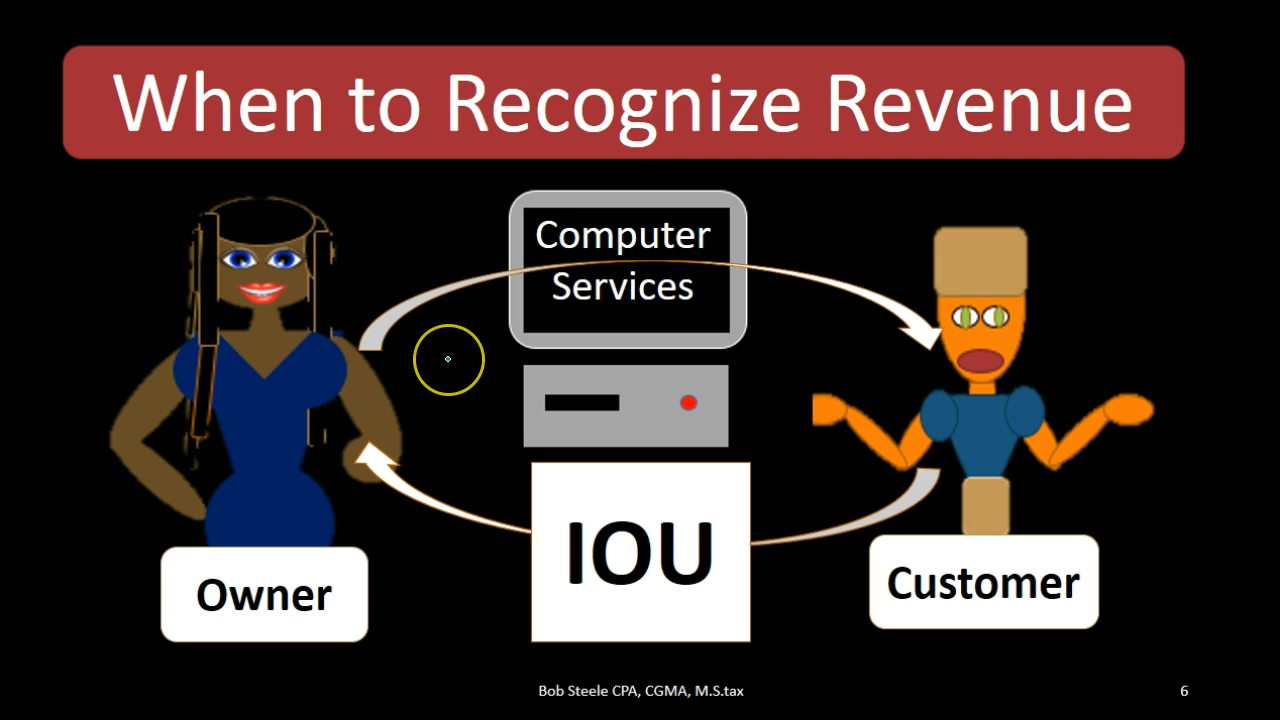 When to Recognize Revenue
Computer
Services
IOU
Owner
Customer
Bob Steele CPA, CGMA, M.S.tax
6